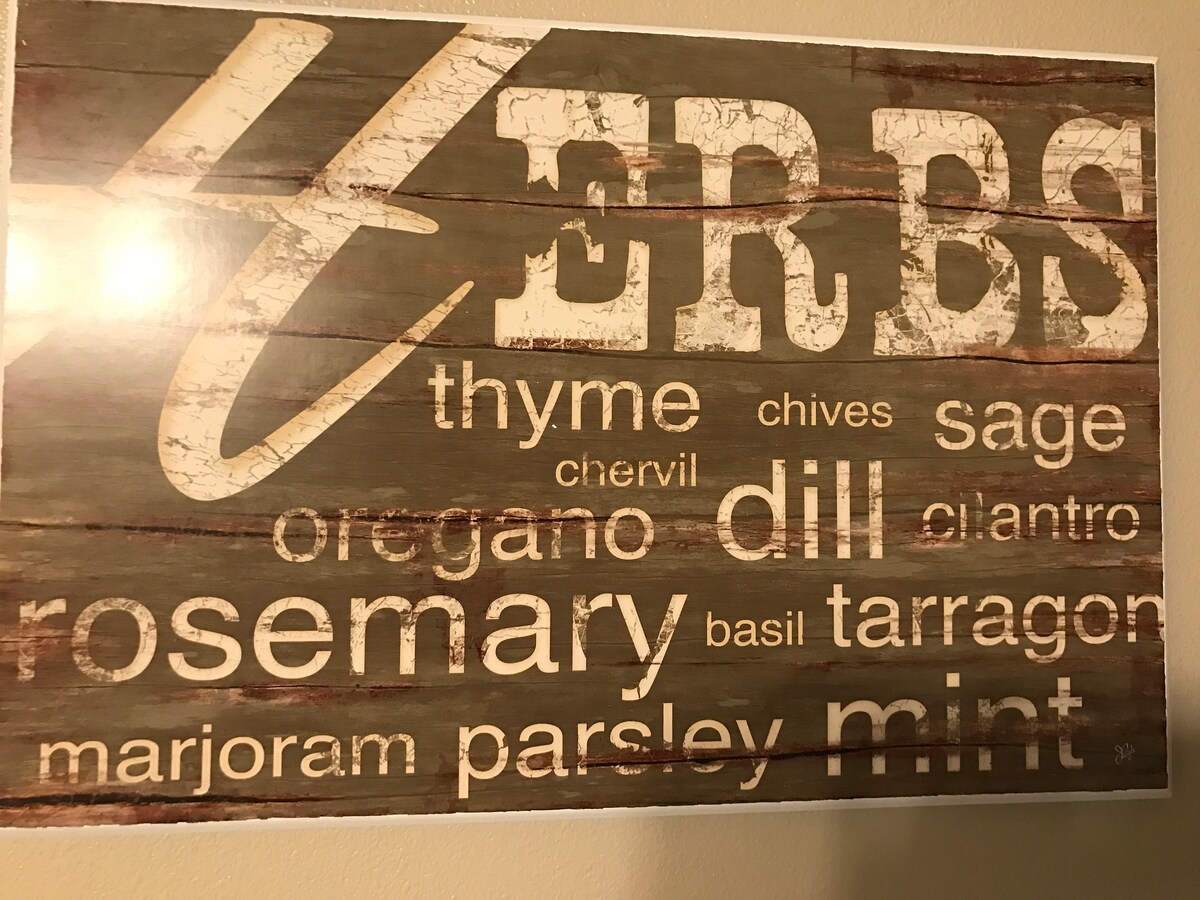 HERBS
thyme chives sage
chervil
oregano dill cilantro
rosemary basil tarragon
marjoram parsley mint